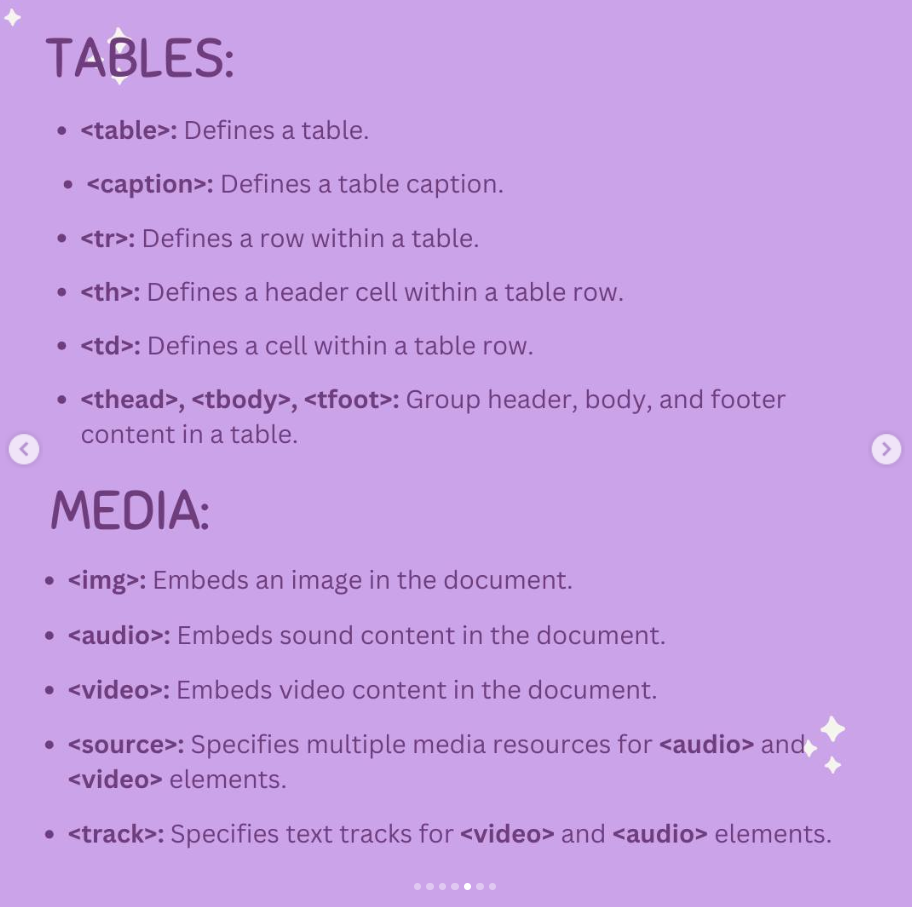 TABLES:
• <table>: Defines a table.
• <caption>: Defines a table caption.
• <tr>: Defines a row within a table.
• <th>: Defines a header cell within a table row.
• <td>: Defines a cell within a table row.
• <thead>, <tbody>, <tfoot>: Group header, body, and footer
content in a table.
MEDIA:
• <img>: Embeds an image in the document.
• <audio>: Embeds sound content in the document.
• <video>: Embeds video content in the document.
• <source>: Specifies multiple media resources for <audio> and
<video> elements.
• <track>: Specifies text tracks for <video> and <audio> elements.